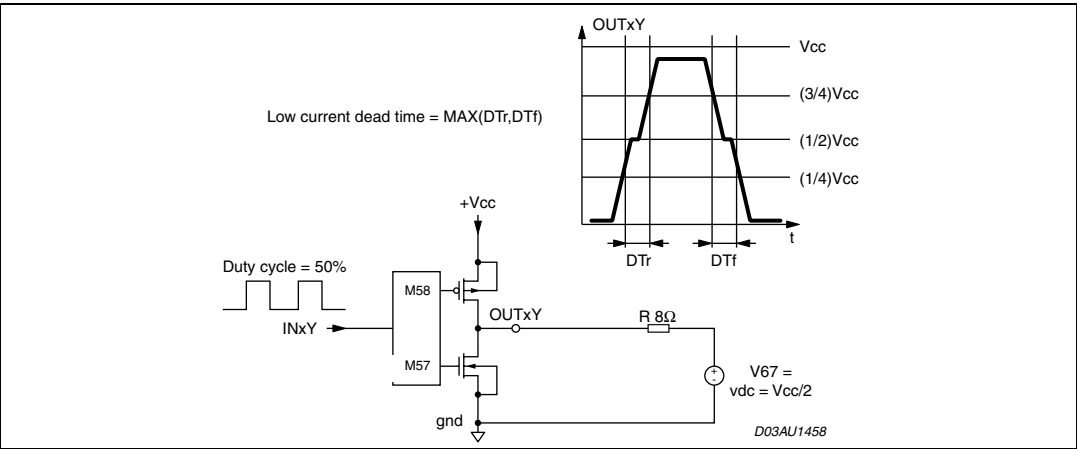 OUTxY
Vcc
(3/4)Vcc
Low current dead time = MAX(DTr,DTf)
(1/2)Vcc
(1/4)Vcc
+Vcc
t
DTr
DTf
Duty cycle = 50%
M58
OUTxY
R 8Ω
INxY
M57
+
-
V67 =
vdc = Vcc/2
gnd
D03AU1458